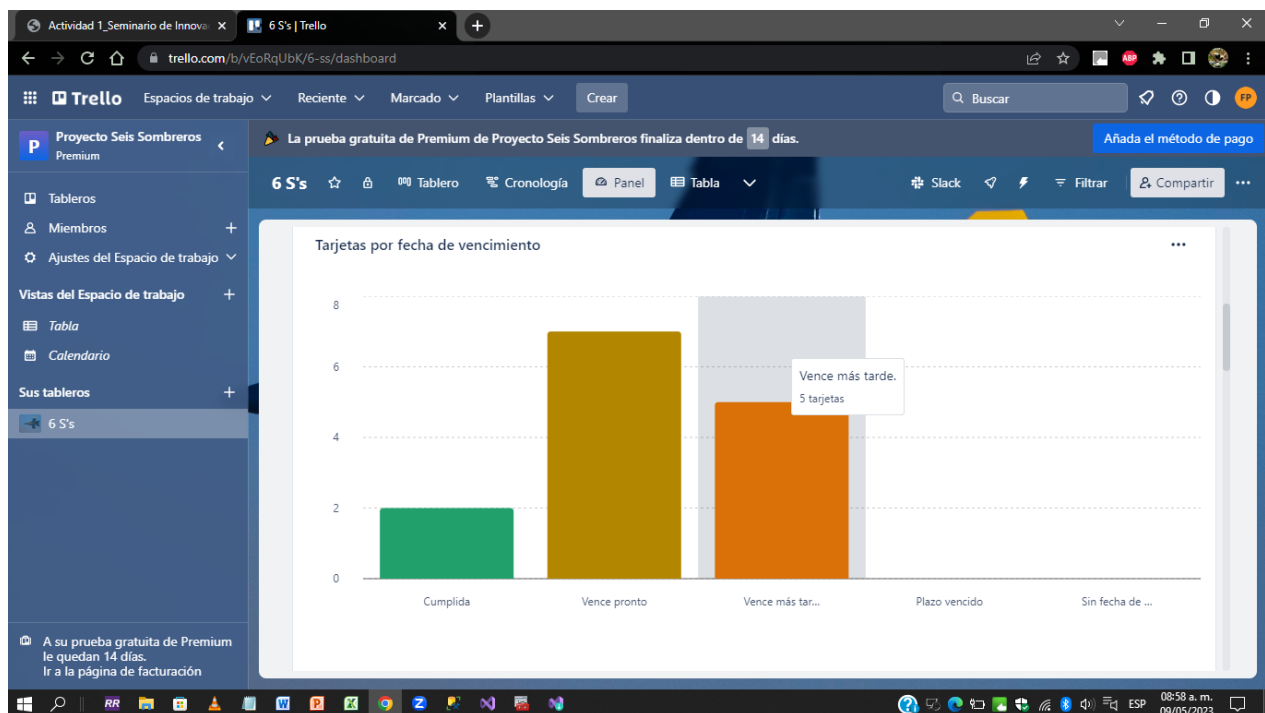 Actividad 1_Seminario de Innova
6 S's | Trello
trello.com/b/vEoRqUbK/6-ss/dashboard
ABP
Trello
Espacios de trabajo
Reciente
Marcado
Plantillas
Crear
Buscar
FP
P
Proyecto Seis Sombreros
Premium
La prueba gratuita de Premium de Proyecto Seis Sombreros finaliza dentro de 14 días.
Añada el método de pago
6 S's
Tablero
Cronología
Panel
Tabla
Slack
Filtrar
Compartir
Tableros
Miembros
Ajustes del Espacio de trabajo
Vistas del Espacio de trabajo
Tabla
Calendario
Sus tableros
6 S's
Tarjetas por fecha de vencimiento
8
6
4
2
0
Vence más tarde.
5 tarjetas
Cumplida
Vence pronto
Vence más tar...
Plazo vencido
Sin fecha de ...
A su prueba gratuita de Premium
le quedan 14 días.
Ir a la página de facturación
RR
ESP
08:58 a. m.
09/05/2023